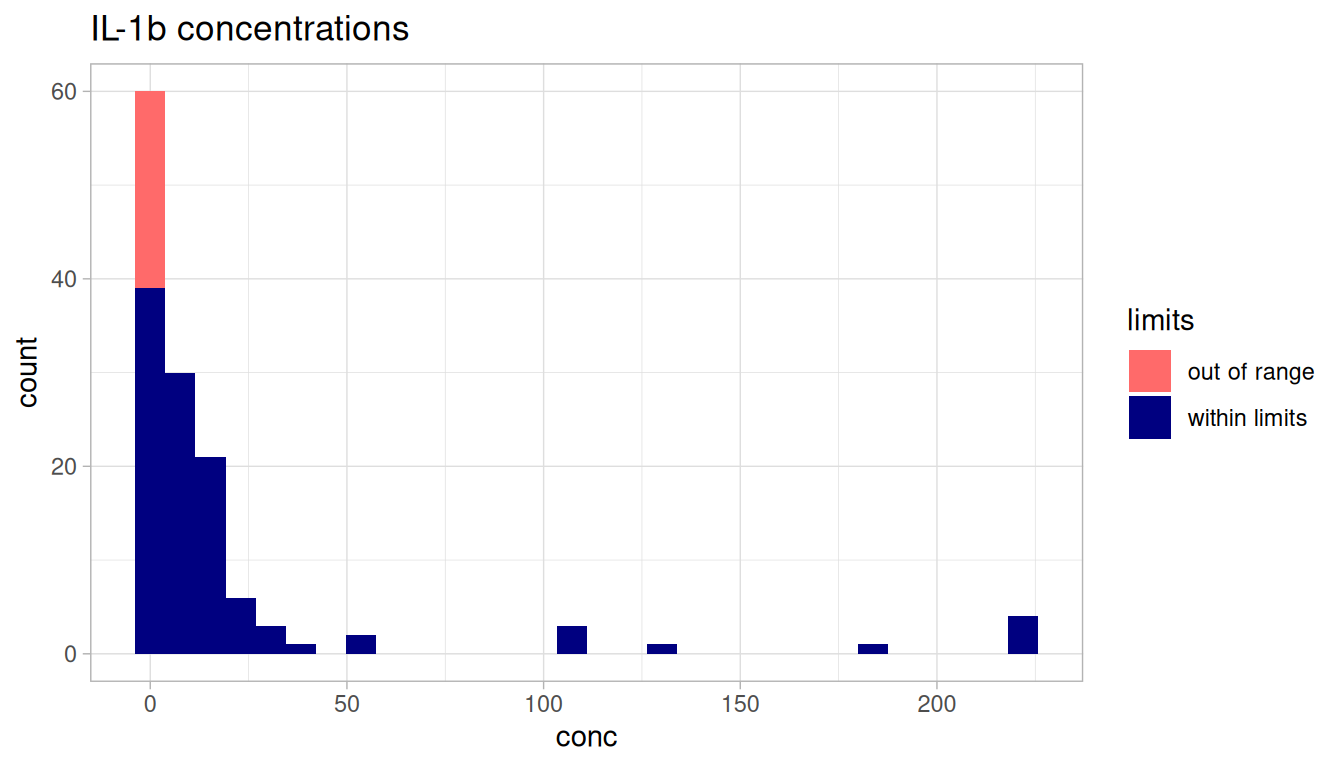 IL-1b concentrations
60
40
20
0
count
0 50 100 150 200
conc
limits
out of range
within limits